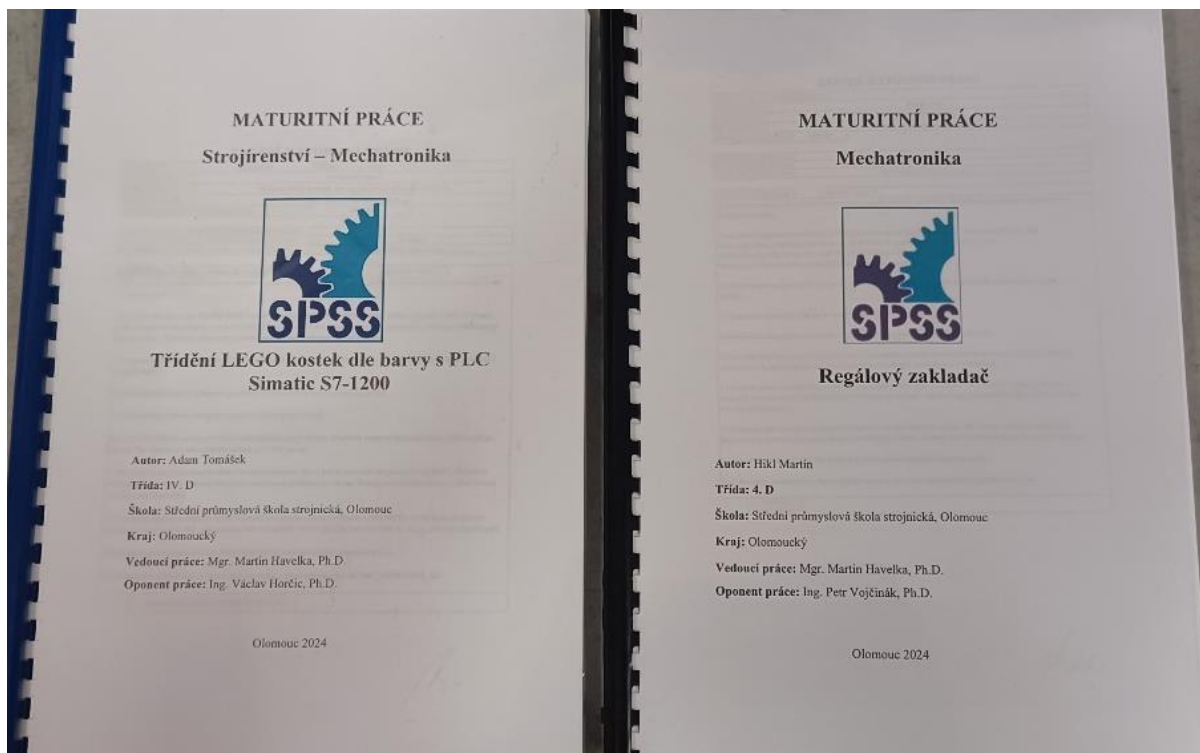 MATURITNÍ PRÁCE
Strojírenství – Mechatronika
SPSS
Třídění LEGO kostek dle barvy s PLC
Simatic S7-1200
Autor: Adam Tomášek
Třída: IV. D
Škola: Střední průmyslová škola strojnická, Olomouc
Kraj: Olomoucký
Vedoucí práce: Mgr. Martin Havelka, Ph.D.
Oponent práce: Ing. Václav Horčic, Ph.D.
Olomouc 2024
MATURITNÍ PRÁCE
Mechatronika
SPSS
Regálový zakladač
Autor: Hikl Martin
Třída: 4. D
Škola: Střední průmyslová škola strojnická, Olomouc
Kraj: Olomoucký
Vedoucí práce: Mgr. Martin Havelka, Ph.D.
Oponent práce: Ing. Petr Vojčinák, Ph.D.
Olomouc 2024